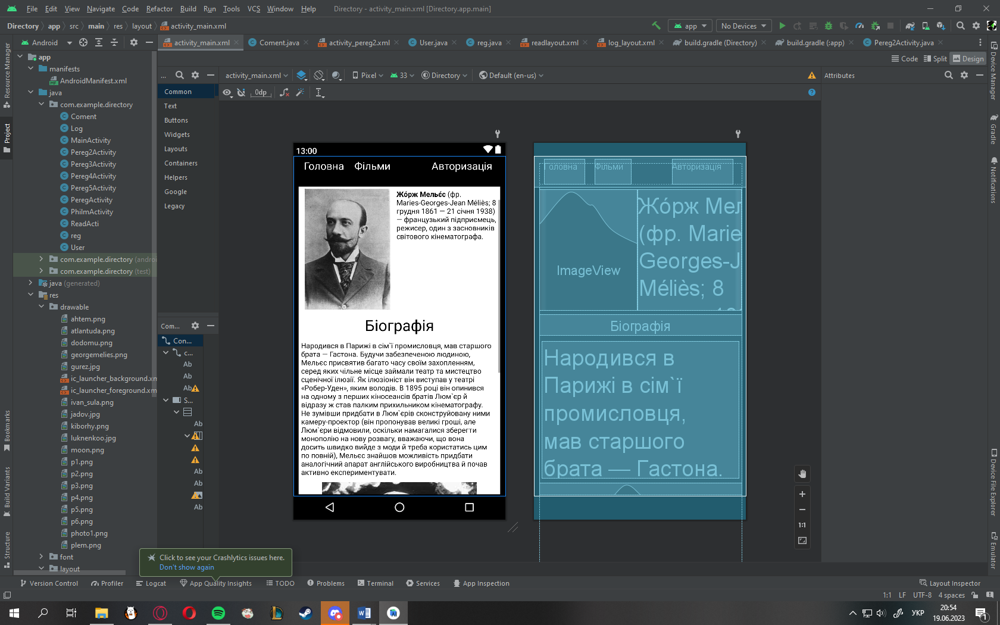 File Edit View Navigate Code Refactor Build Run Tools VCS Window Help Directory - activity_main.xml [Directory.app.main]
Directory app src main res layout activity_main.xml
app No Devices
Android
activity_main.xml Coment.java activity_pereg2.xml User.java reg.java readlayout.xml log_layout.xml build.gradle (Directory) build.gradle (:app) Pereg2Activity.java
Code Split Design
... activity_main.xml Pixel 33 Directory Default (en-us)
Attributes
0dp
Resource Manager
Project
Bookmarks
Build Variants
Structure
app
manifests
AndroidManifest.xml
java
com.example.directory
Coment
Log
MainActivity
Pereg2Activity
Pereg3Activity
Pereg4Activity
Pereg5Activity
PeregActivity
PhilmActivity
ReadActi
reg
User
com.example.directory (androi
com.example.directory (test)
java (generated)
res
drawable
ahtem.png
atlantuda.png
dodomu.png
georgemelies.png
gurez.jpg
ic_launcher_background.xm
ic_launcher_foreground.xm
ivan_sula.png
jadov.jpg
kiborhy.png
luknenkoo.jpg
moon.png
p1.png
p2.png
p3.png
p4.png
p5.png
p6.png
photo1.png
plem.png
font
layout
Common
Text
Buttons
Widgets
Layouts
Containers
Helpers
Google
Legacy
Com...
Con...
c...
Ab
Ab
Ab
S...
Ab
Ab
Ab
Ab
13:00
Головна Фільми Авторизація
Жо́рж Мельє́с (фр.
Maries-Georges-Jean Méliès; 8
грудня 1861 — 21 січня 1938)
— французький підприємець,
режисер, один з засновників
світового кінематографа.
Біографія
Народився в Парижі в сім`ї промисловця, мав старшого
брата — Гастона. Будучи забезпеченою людиною,
Мельєс присвятив багато часу своїм захопленням,
серед яких чільне місце займали театр та мистецтво
сценічної ілюзії. Як ілюзіоніст він виступав у театрі
«Робер-Уден», яким володів. В 1895 році він опинився
на одному з перших кіносеансів братів Люм`єр й
відразу ж став палким прихильником кінематографу.
Не зумівши придбати в Люм`єрів сконструйовану ними
камеру-проектор (він пропонував великі гроші, але
Люм`єри відмовили, оскільки намагалися зберегти
монополію на нову розвагу, вважаючи, що вона
досить швидко вийде з моди й треба користатись цим
по повній), Мельєс знайшов можливість придбати
аналогічний апарат англійського виробництва й почав
активно експериментувати.
Головна Фільми Авторизація
ImageView
Жо́рж Мел
(фр. Marie
Georges-J
Méliès; 8
Біографія
Народився в
Парижі в сім`ї
промисловця,
мав старшого
брата — Гастона.
1:1
Device Manager
Gradle
Notifications
Device File Explorer
Emulator
Click to see your Crashlytics issues here.
Don't show again
Version Control Profiler Logcat App Quality Insights TODO Problems Terminal Services App Inspection Layout Inspector
1:1 LF UTF-8 4 spaces
УКР
20:54
19.06.2023
1